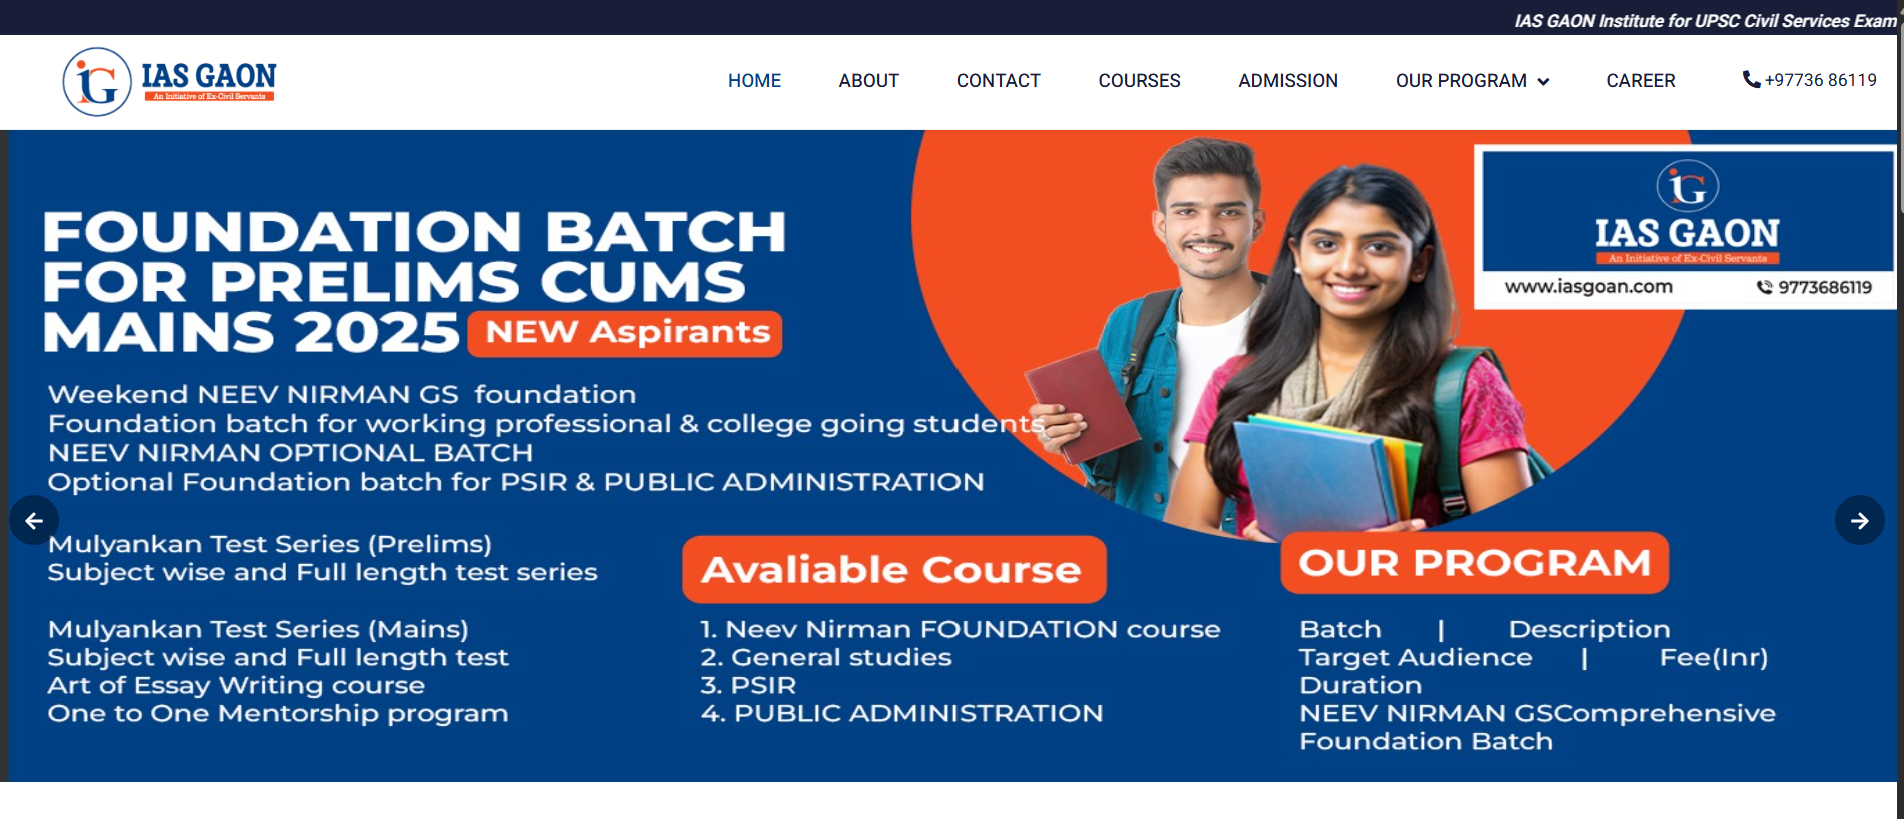 IAS GAON Institute for UPSC Civil Services Exam
iG IAS GAON
An Initiative of Ex-Civil Servants
HOME ABOUT CONTACT COURSES ADMISSION OUR PROGRAM CAREER +97736 86119
FOUNDATION BATCH
FOR PRELIMS CUMS
MAINS 2025 NEW Aspirants
Weekend NEEV NIRMAN GS foundation
Foundation batch for working professional & college going students
NEEV NIRMAN OPTIONAL BATCH
Optional Foundation batch for PSIR & PUBLIC ADMINISTRATION
Mulyankan Test Series (Prelims)
Subject wise and Full length test series
Mulyankan Test Series (Mains)
Subject wise and Full length test
Art of Essay Writing course
One to One Mentorship program
Avaliable Course
1. Neev Nirman FOUNDATION course
2. General studies
3. PSIR
4. PUBLIC ADMINISTRATION
iG
IAS GAON
An Initiative of Ex-Civil Servants
www.iasgoan.com 9773686119
OUR PROGRAM
Batch | Description
Target Audience | Fee(Inr)
Duration
NEEV NIRMAN GSComprehensive
Foundation Batch